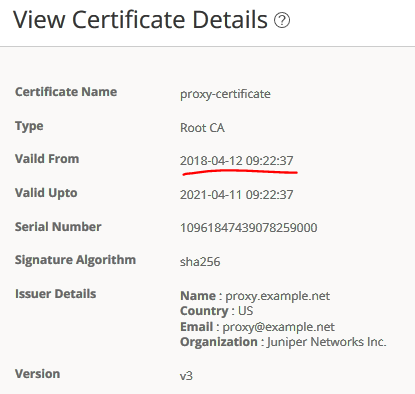 View Certificate Details ?
Certificate Name proxy-certificate
Type Root CA
Valid From 2018-04-12 09:22:37
Valid Upto 2021-04-11 09:22:37
Serial Number 10961847439078259000
Signature Algorithm sha256
Issuer Details Name : proxy.example.net
Country : US
Email : proxy@example.net
Organization : Juniper Networks Inc.
Version v3